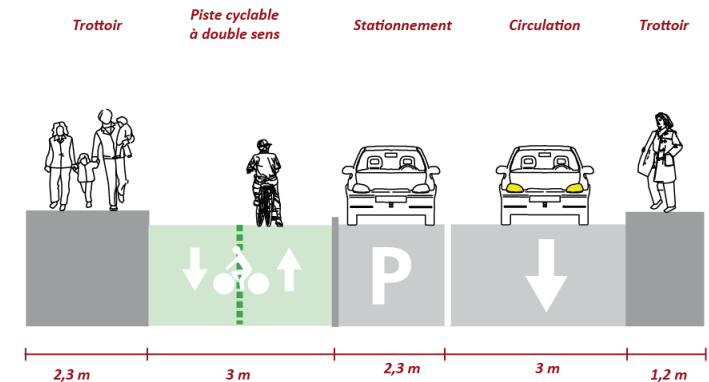 Trottoir
Piste cyclable
à double sens
Stationnement
Circulation
Trottoir
P
2,3 m
3 m
2,3 m
3 m
1,2 m